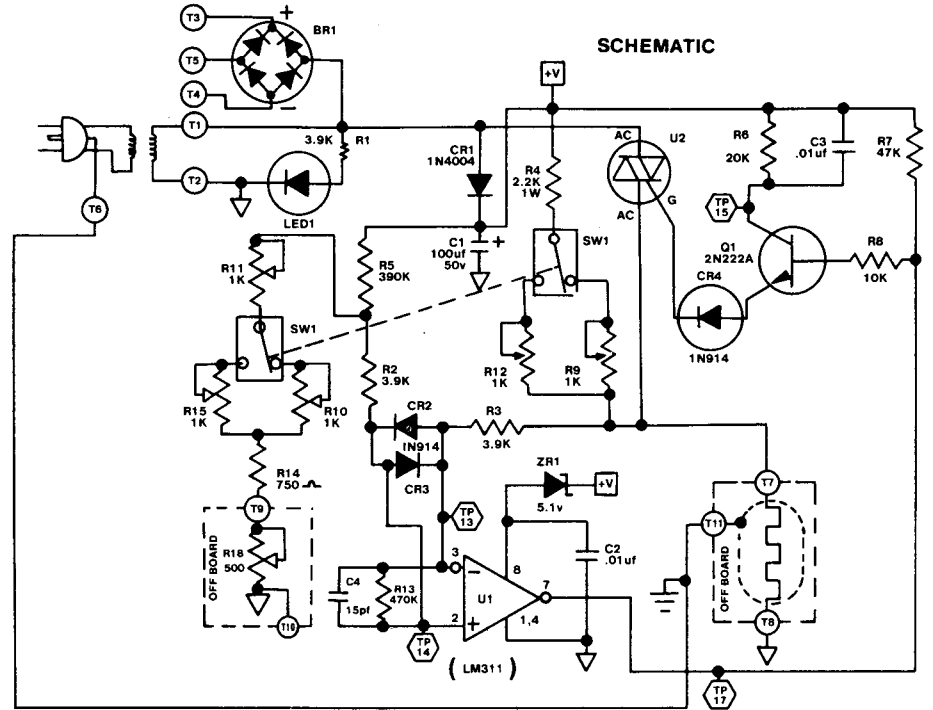 SCHEMATIC
T3
+
BR1
T5
T4
−
+V
T1
3.9K
R1
T2
LED1
T6
CR1
1N4004
R4
2.2K
1W
AC
U2
AC
G
R6
20K
C3
.01uf
R7
47K
TP
15
Q1
2N222A
R8
10K
CR4
1N914
C1
100uf
50v
+
SW1
R5
390K
R11
1K
SW1
R12
1K
R9
1K
R2
3.9K
R15
1K
R10
1K
CR2
1N914
CR3
R3
3.9K
R14
750
ZR1
+V
5.1v
T7
TP
13
T9
T11
OFF BOARD
R18
500
T10
OFF BOARD
T8
C4
15pf
R13
470K
3
−
8
7
U1
2
+
1,4
C2
.01uf
TP
14
( LM311 )
TP
17